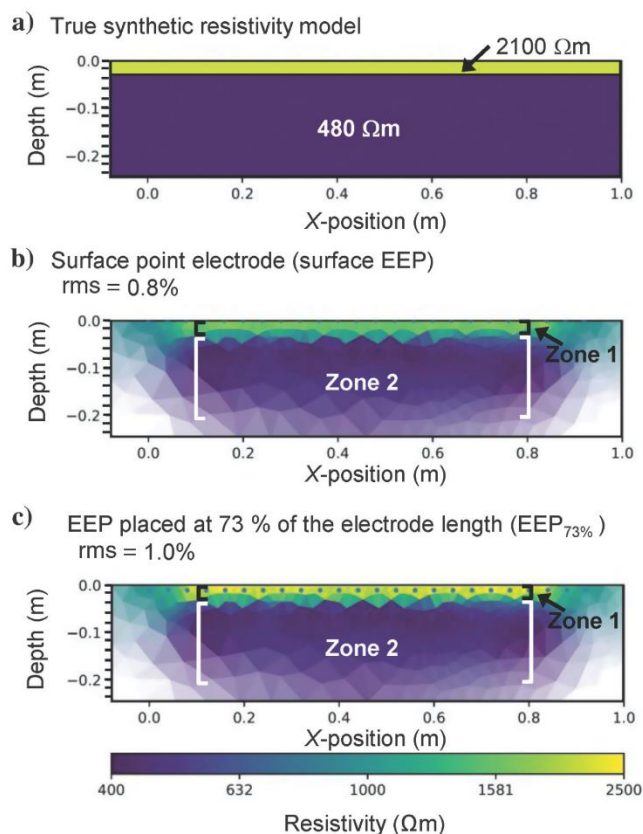 a) True synthetic resistivity model
2100 Ωm
0.0
−0.1
−0.2
Depth (m)
480 Ωm
0.0 0.2 0.4 0.6 0.8 1.0
X-position (m)
b) Surface point electrode (surface EEP)
rms = 0.8%
0.0
−0.1
−0.2
Depth (m)
Zone 1
Zone 2
0.0 0.2 0.4 0.6 0.8 1.0
X-position (m)
c) EEP placed at 73 % of the electrode length (EEP73% )
rms = 1.0%
0.0
−0.1
−0.2
Depth (m)
Zone 1
Zone 2
0.0 0.2 0.4 0.6 0.8 1.0
X-position (m)
400 632 1000 1581 2500
Resistivity (Ωm)